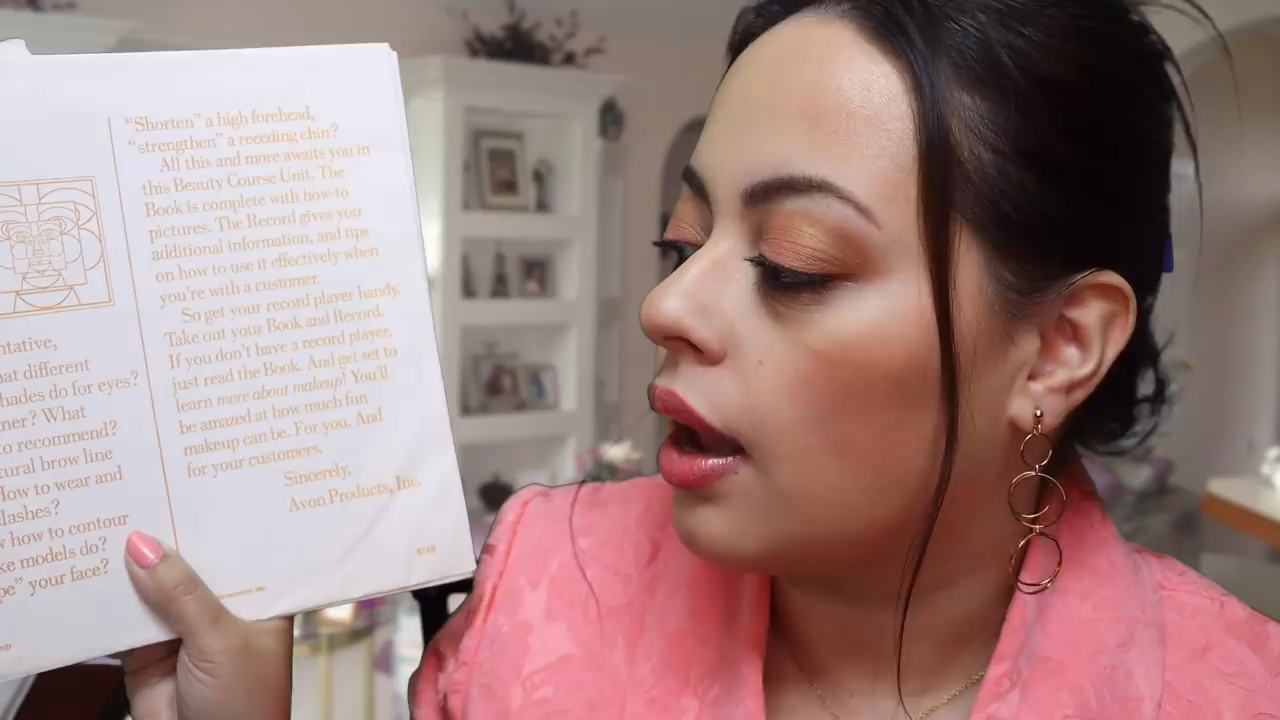 ntative,
at different
hades do for eyes?
ner? What
o recommend?
tural brow line
How to wear and
lashes?
how to contour
ke models do?
pe" your face?
up
“Shorten” a high forehead,
“strengthen” a receding chin?
All this and more awaits you in
this Beauty Course Unit. The
Book is complete with how-to
pictures. The Record gives you
additional information, and tips
on how to use it effectively when
you’re with a customer.
So get your record player handy.
Take out your Book and Record.
If you don’t have a record player,
just read the Book. And get set to
learn more about makeup! You’ll
be amazed at how much fun
makeup can be. For you. And
for your customers.
Sincerely,
Avon Products, Inc.